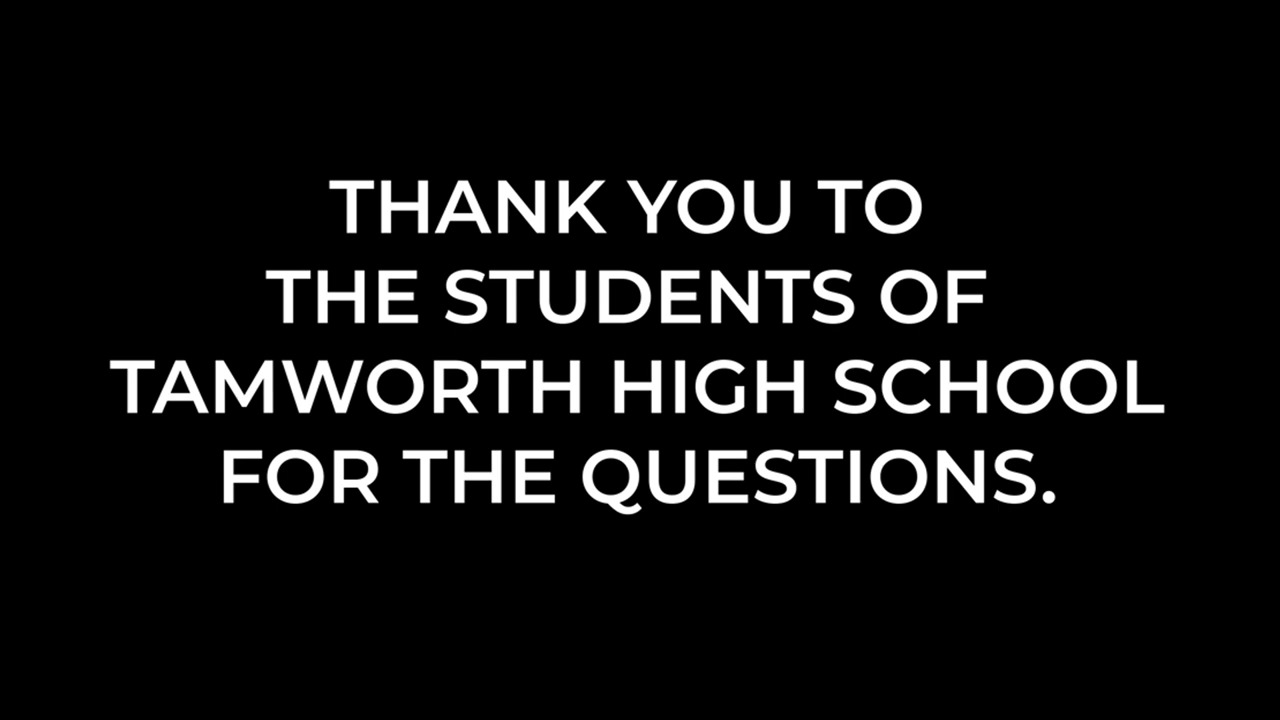 THANK YOU TO
THE STUDENTS OF
TAMWORTH HIGH SCHOOL
FOR THE QUESTIONS.